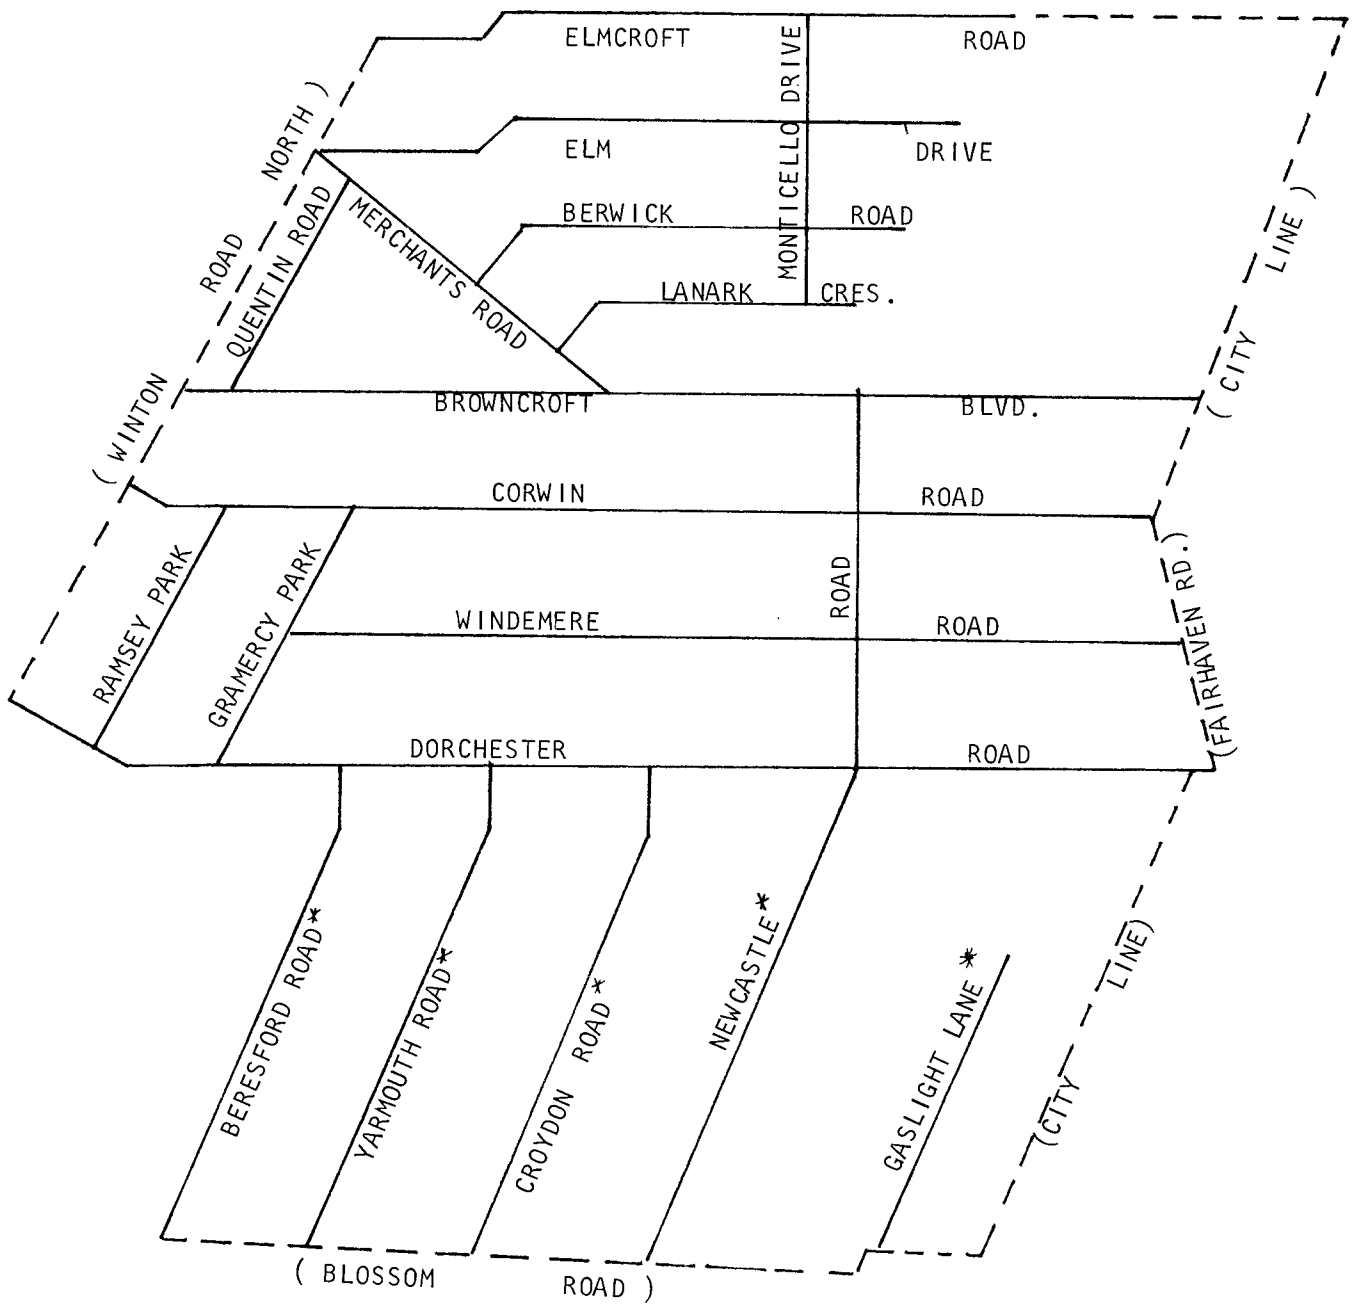 ELMCROFT ROAD
MONTICELLO DRIVE
( WINTON ROAD NORTH )
ELM DRIVE
QUENTIN ROAD
MERCHANTS ROAD
BERWICK ROAD
LANARK CRES.
( CITY LINE )
BROWNCROFT BLVD.
CORWIN ROAD
RAMSEY PARK
GRAMERCY PARK
WINDEMERE ROAD
(FAIRHAVEN RD.)
DORCHESTER ROAD
BERESFORD ROAD*
YARMOUTH ROAD*
CROYDON ROAD*
NEWCASTLE* ROAD
GASLIGHT LANE*
(CITY LINE)
( BLOSSOM ROAD )